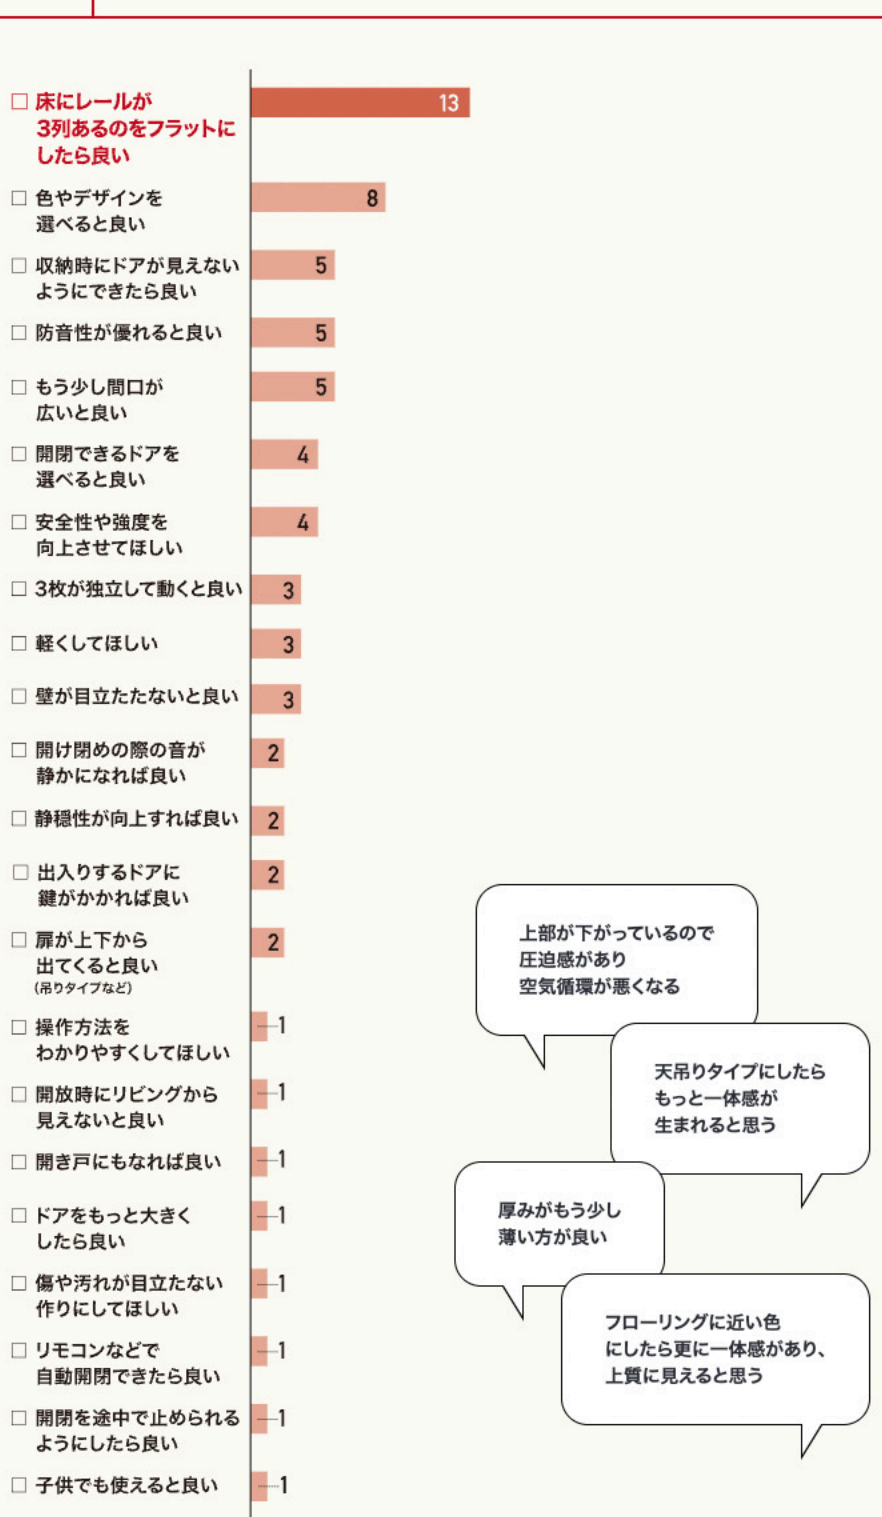 □ 床にレールが
3列あるのをフラットに
したら良い
13
□ 色やデザインを
選べると良い
8
□ 収納時にドアが見えない
ようにできたら良い
5
□ 防音性が優れると良い
5
□ もう少し間口が
広いと良い
5
□ 開閉できるドアを
選べると良い
4
□ 安全性や強度を
向上させてほしい
4
□ 3枚が独立して動くと良い
3
□ 軽くしてほしい
3
□ 壁が目立たたないと良い
3
□ 開け閉めの際の音が
静かになれば良い
2
□ 静穏性が向上すれば良い
2
□ 出入りするドアに
鍵がかかれば良い
2
□ 扉が上下から
出てくると良い
(吊りタイプなど)
2
□ 操作方法を
わかりやすくしてほしい
1
□ 開放時にリビングから
見えないと良い
1
□ 開き戸にもなれば良い
1
□ ドアをもっと大きく
したら良い
1
□ 傷や汚れが目立たない
作りにしてほしい
1
□ リモコンなどで
自動開閉できたら良い
1
□ 開閉を途中で止められる
ようにしたら良い
1
□ 子供でも使えると良い
1
上部が下がっているので
圧迫感があり
空気循環が悪くなる
天吊りタイプにしたら
もっと一体感が
生まれると思う
厚みがもう少し
薄い方が良い
フローリングに近い色
にしたら更に一体感があり、
上質に見えると思う